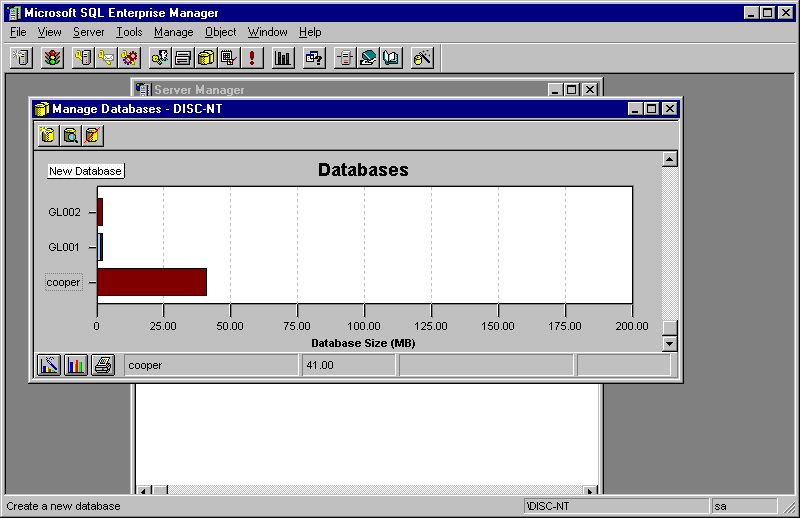 Microsoft SQL Enterprise Manager
File View Server Tools Manage Object Window Help
Server Manager
Manage Databases - DISC-NT
New Database
Databases
GL002
GL001
cooper
0 25.00 50.00 75.00 100.00 125.00 150.00 175.00 200.00
Database Size (MB)
cooper 41.00
Create a new database \DISC-NT sa